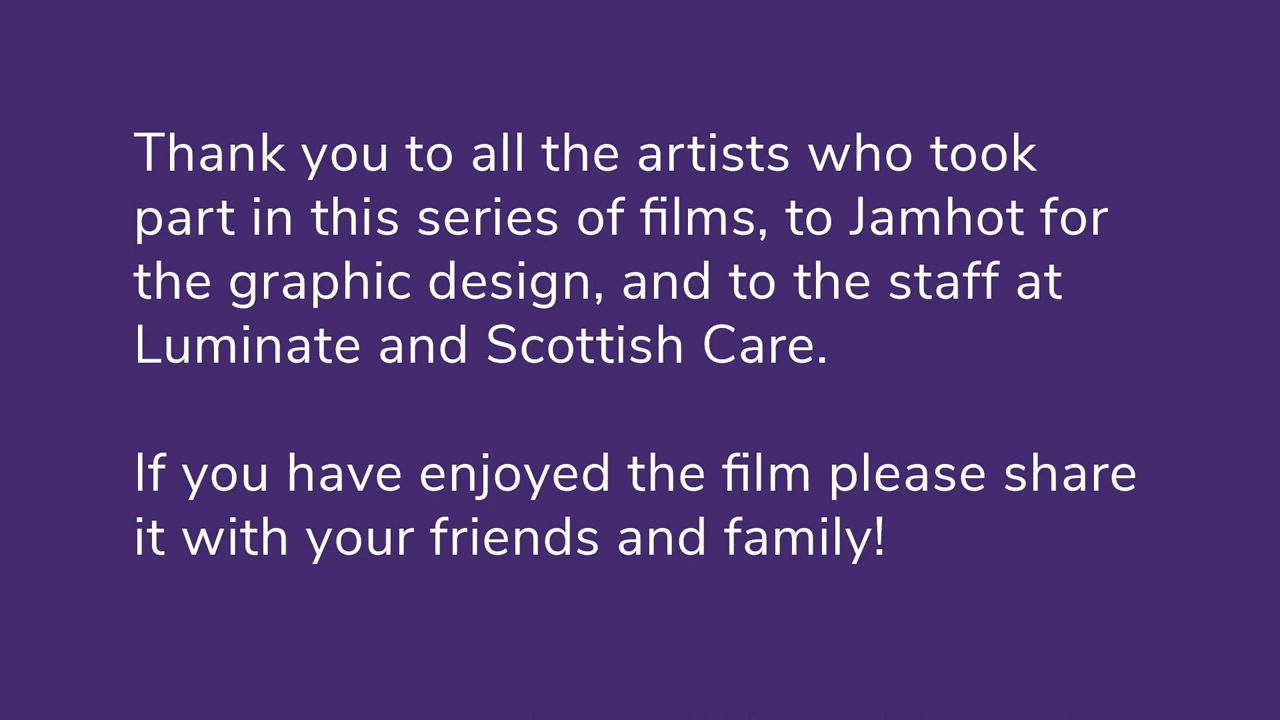 Thank you to all the artists who took
part in this series of films, to Jamhot for
the graphic design, and to the staff at
Luminate and Scottish Care.
If you have enjoyed the film please share
it with your friends and family!